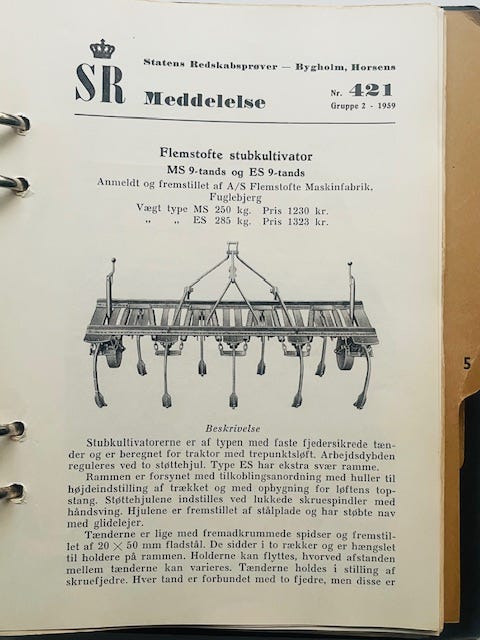 SR
Statens Redskabsprøver — Bygholm, Horsens
Meddelelse
Nr. 421
Gruppe 2 - 1959
Flemstofte stubkultivator
MS 9-tands og ES 9-tands
Anmeldt og fremstillet af A/S Flemstofte Maskinfabrik,
Fuglebjerg
Vægt type MS 250 kg. Pris 1230 kr.
„ „ ES 285 kg. Pris 1323 kr.
Beskrivelse
Stubkultivatorerne er af typen med faste fjedersikrede tæn-
der og er beregnet for traktor med trepunktsløft. Arbejdsdybden
reguleres ved to støttehjul. Type ES har ekstra svær ramme.
Rammen er forsynet med tilkoblingsanordning med huller til
højdeindstilling af trækket og med opbygning for løftens top-
stang. Støttehjulene indstilles ved lukkede skruespindler med
håndsving. Hjulene er fremstillet af stålplade og har støbte nav
med glidelejer.
Tænderne er lige med fremadkrummede spidser og fremstil-
let af 20 × 50 mm fladstål. De sidder i to rækker og er hængslet
til holdere på rammen. Holderne kan flyttes, hvorved afstanden
mellem tænderne kan varieres. Tænderne holdes i stilling af
skruefjedre. Hver tand er forbundet med to fjedre, men disse er
5